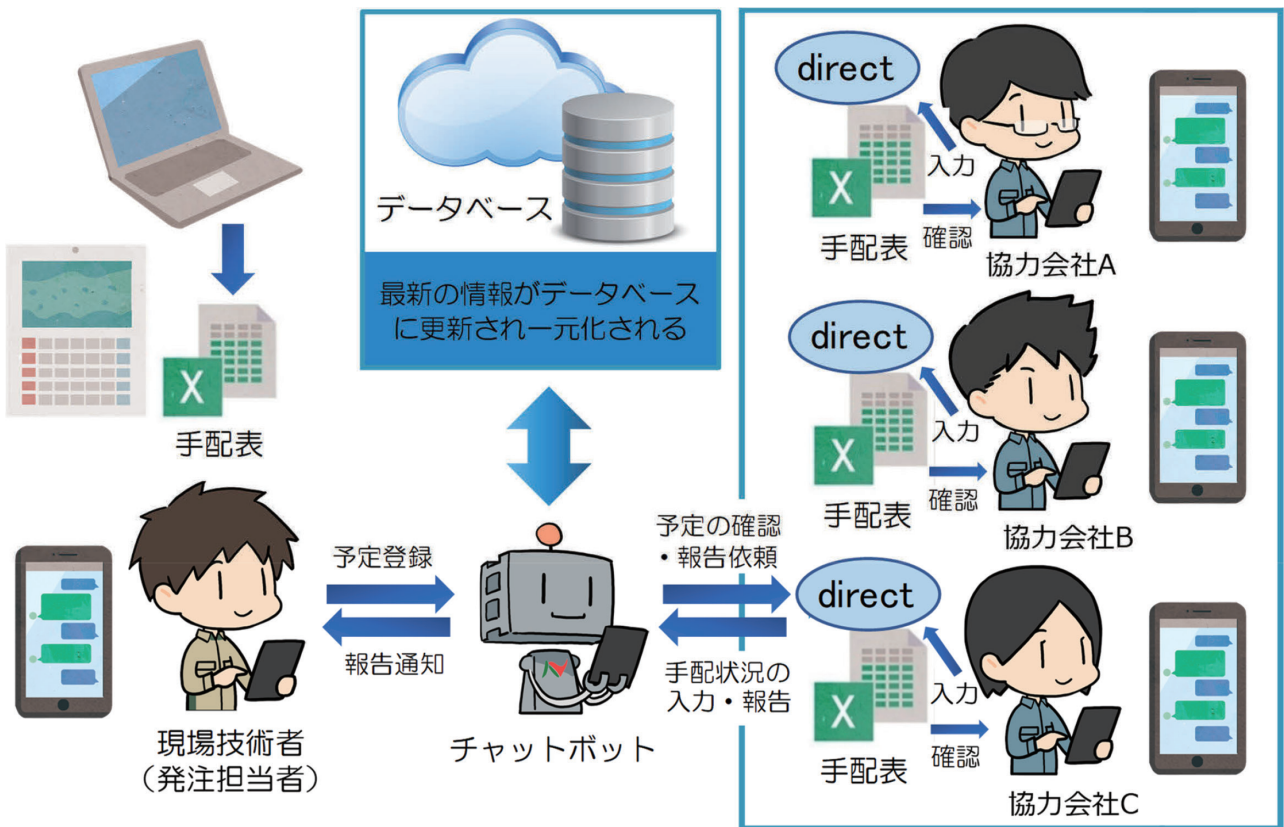 手配表
データベース
最新の情報がデータベース
に更新され一元化される
現場技術者
（発注担当者）
予定登録
報告通知
チャットボット
予定の確認
・報告依頼
手配状況の
入力・報告
direct
入力
X
手配表
確認
協力会社A
direct
入力
X
手配表
確認
協力会社B
direct
入力
X
手配表
確認
協力会社C
X